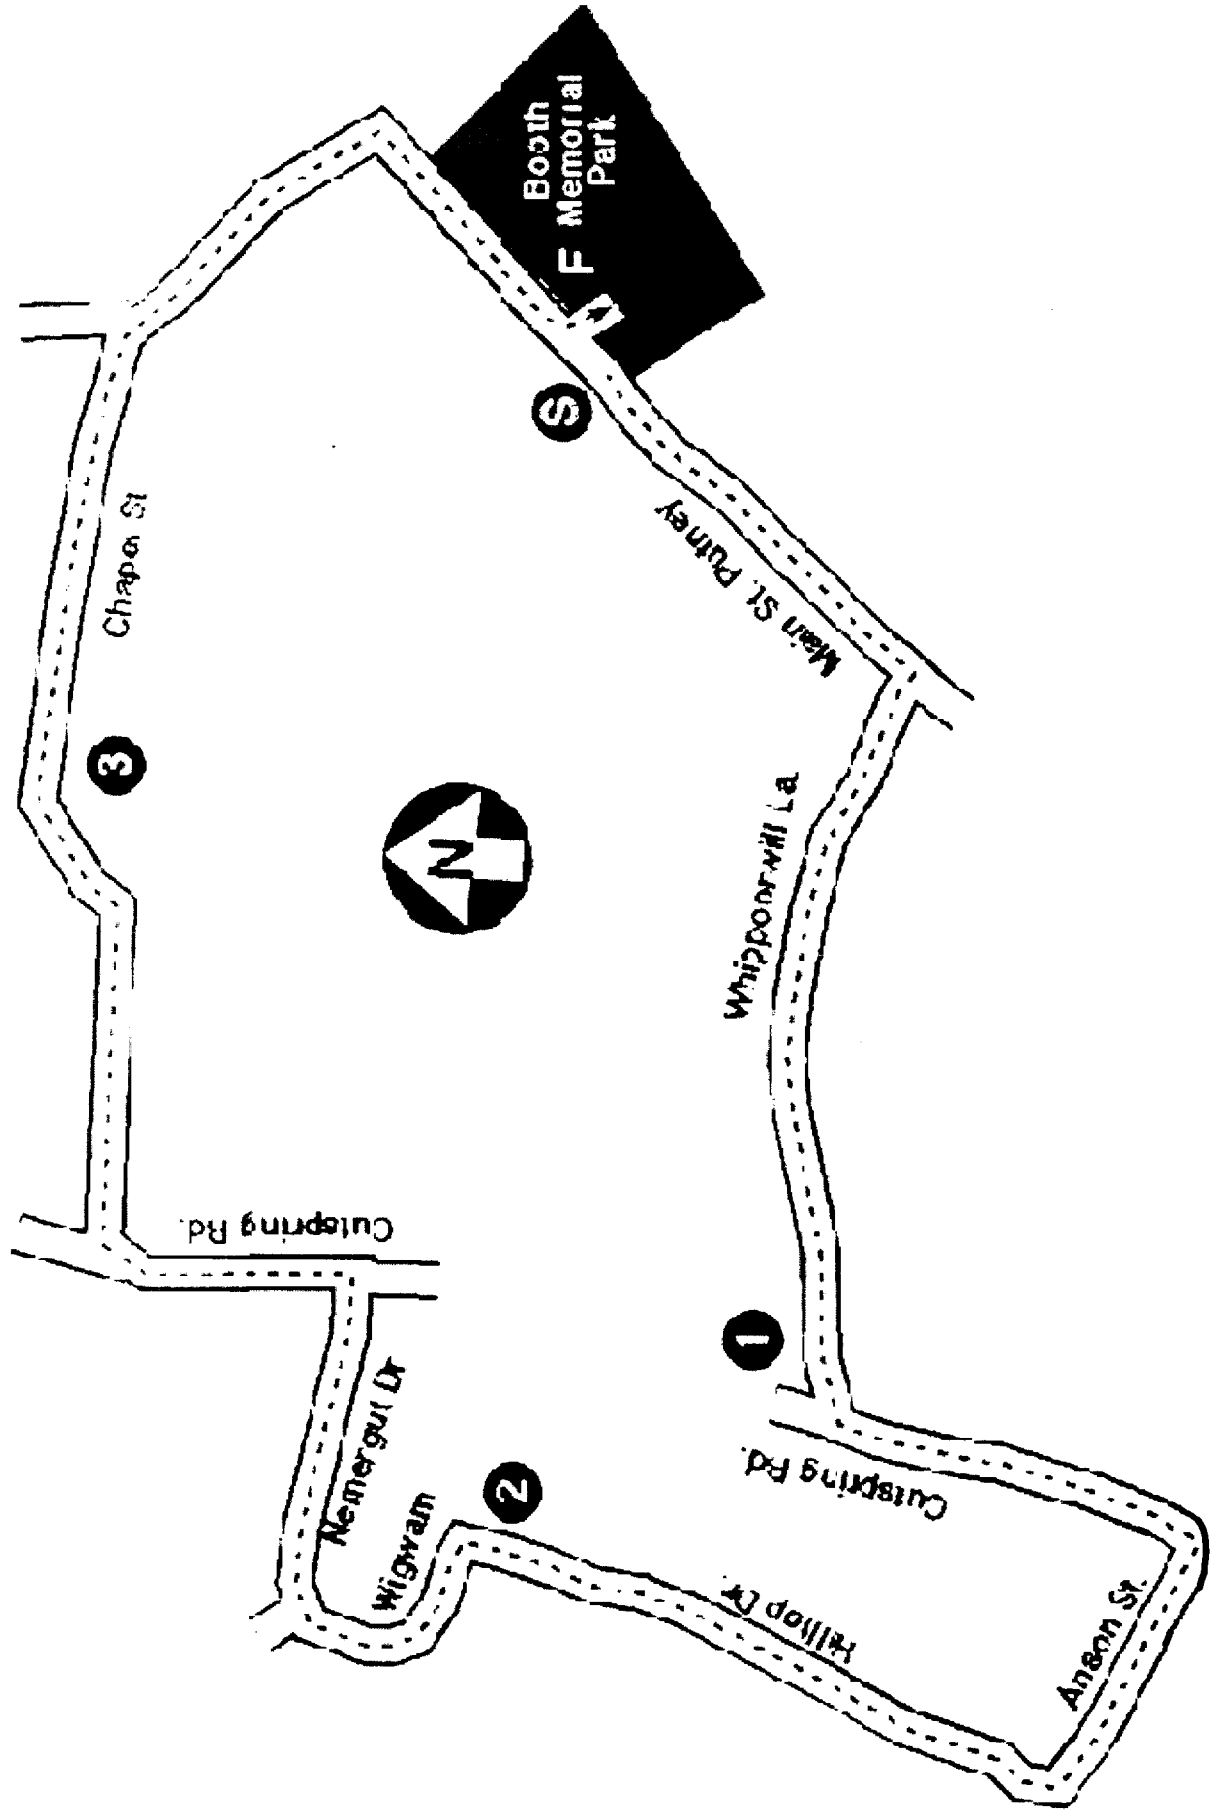 Booth
Memorial
Park
F
S
Main St. Putney
Whipporwill La.
1
Cutspring Rd.
Anson St.
Hilltop Dr.
2
Wigwam
Nemergut Dr
Cutspring Rd.
3
Chapel St
N